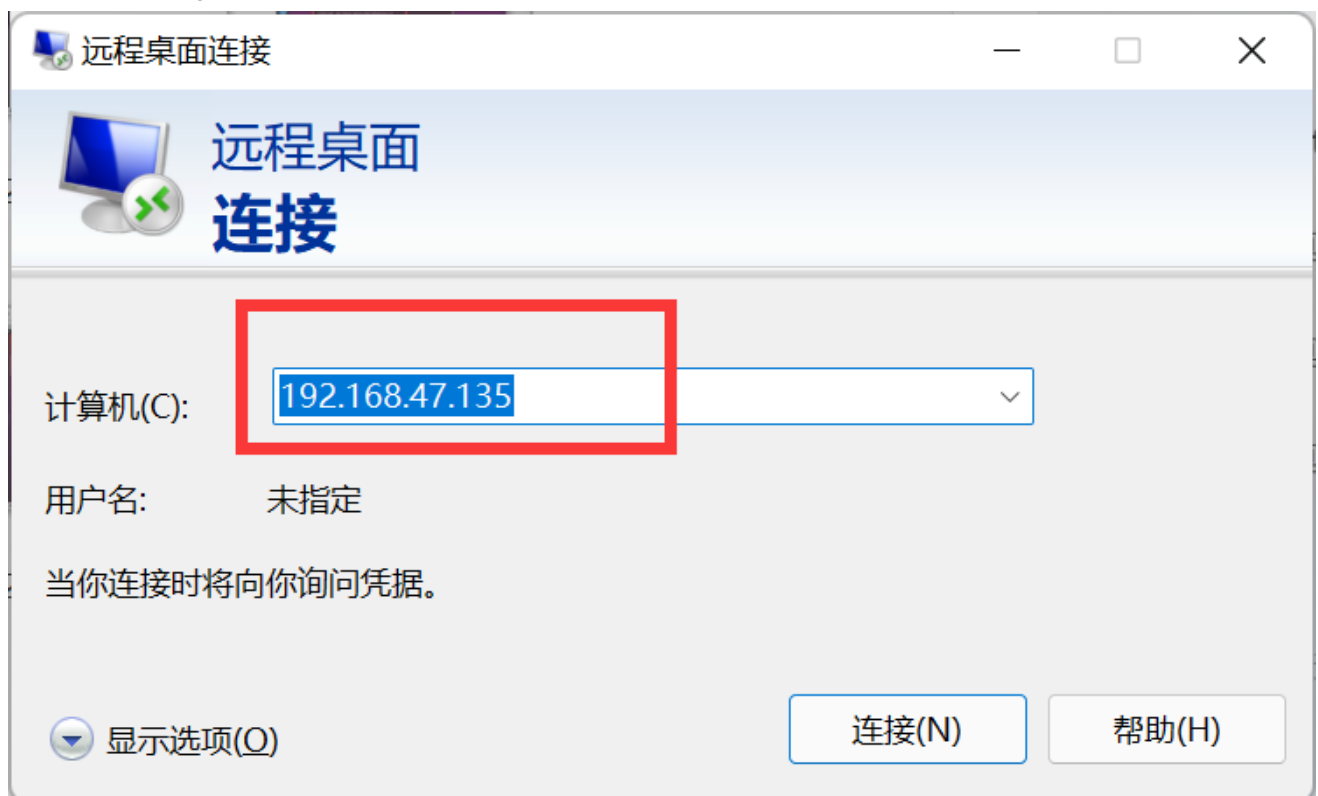 远程桌面连接
远程桌面
连接
计算机(C):
192.168.47.135
用户名:
未指定
当你连接时将向你询问凭据。
显示选项(O)
连接(N)
帮助(H)